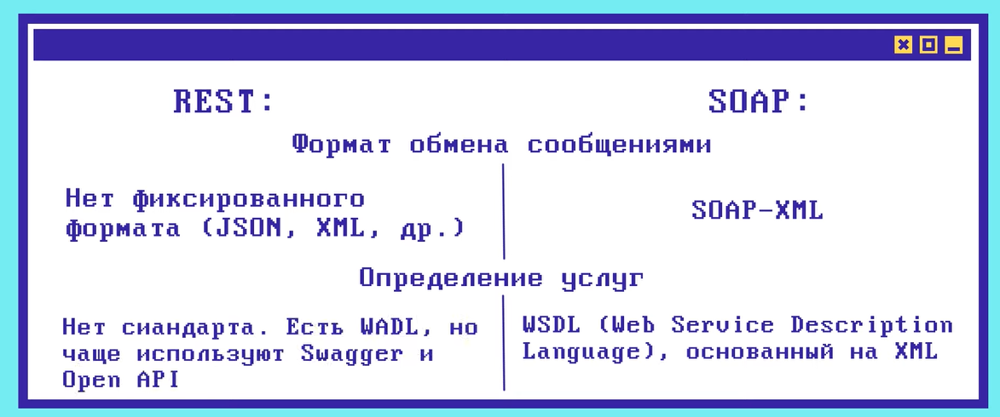 REST:
SOAP:
Формат обмена сообщениями
Нет фиксированного
формата (JSON, XML, др.)
SOAP-XML
Определение услуг
Нет сиандарта. Есть WADL, но
чаще используют Swagger и
Open API
WSDL (Web Service Description
Language), основанный на XML